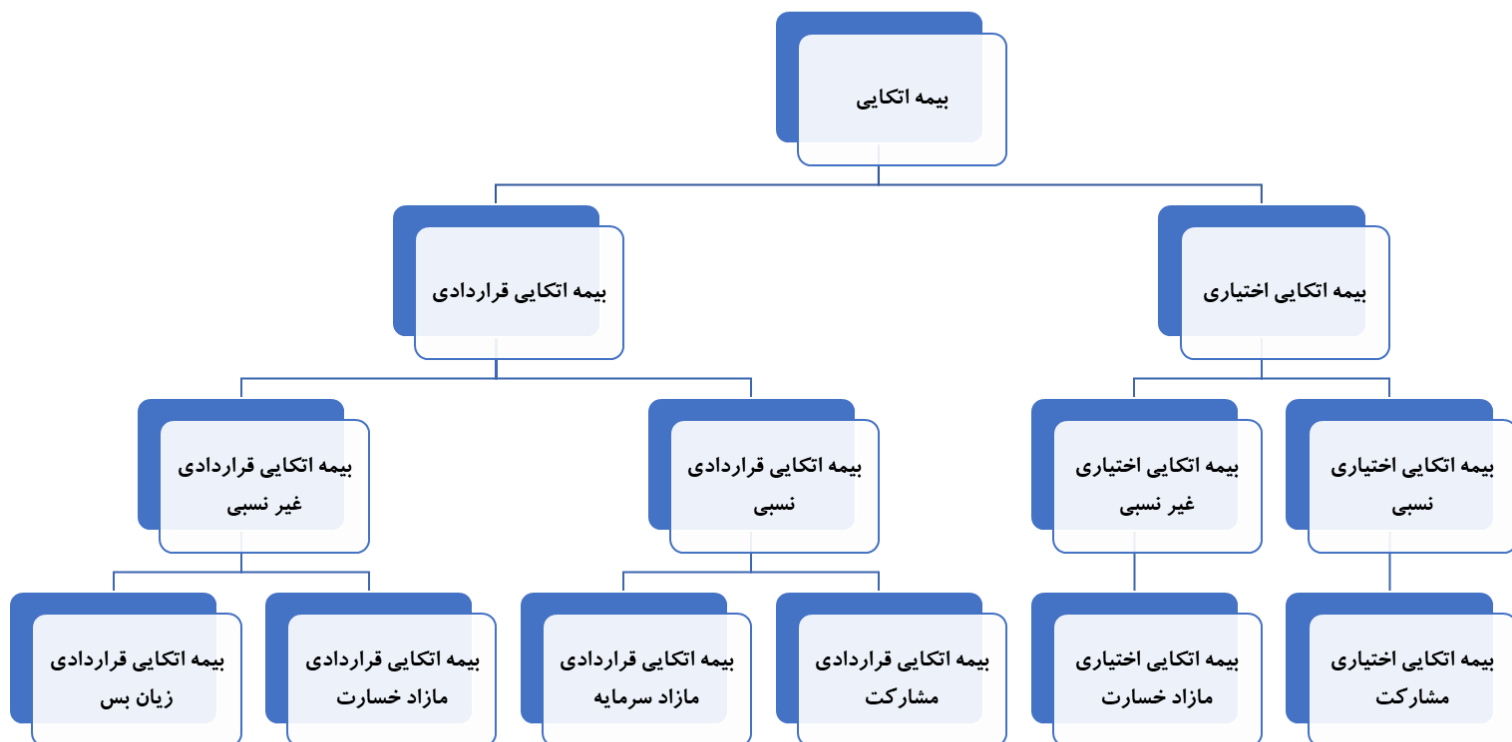 بیمه اتکایی
بیمه اتکایی اختیاری
بیمه اتکایی قراردادی
بیمه اتکایی اختیاری
نسبی
بیمه اتکایی اختیاری
غیر نسبی
بیمه اتکایی قراردادی
نسبی
بیمه اتکایی قراردادی
غیر نسبی
بیمه اتکایی اختیاری
مشارکت
بیمه اتکایی اختیاری
مازاد خسارت
بیمه اتکایی قراردادی
مشارکت
بیمه اتکایی قراردادی
مازاد سرمایه
بیمه اتکایی قراردادی
مازاد خسارت
بیمه اتکایی قراردادی
زیان بس